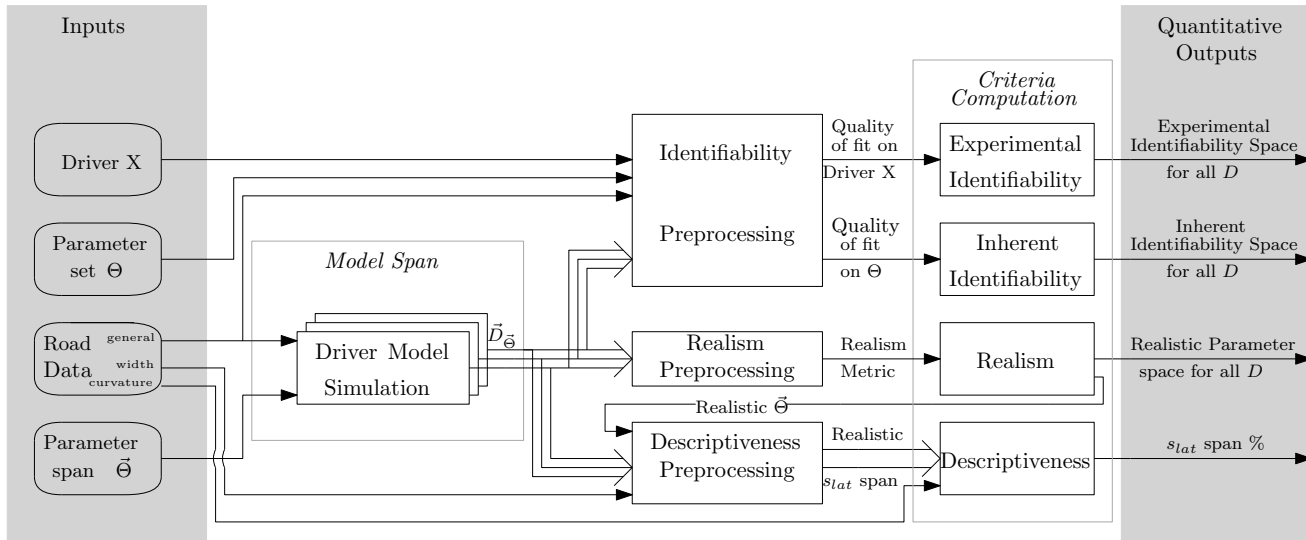 Inputs
Quantitative
Outputs
Criteria
Computation
Driver X
Identifiability
Preprocessing
Quality
of fit on
Driver X
Experimental
Identifiability
Experimental
Identifiability Space
for all D
Parameter
set Θ
Quality
of fit
on Θ
Inherent
Identifiability
Inherent
Identifiability Space
for all D
Model Span
Road
Data
general
width
curvature
Driver Model
Simulation
D⃗_Θ⃗
Realism
Preprocessing
Realism
Metric
Realism
Realistic Parameter
space for all D
Realistic Θ⃗
Parameter
span Θ⃗
Descriptiveness
Preprocessing
Realistic
s_lat span
Descriptiveness
s_lat span %